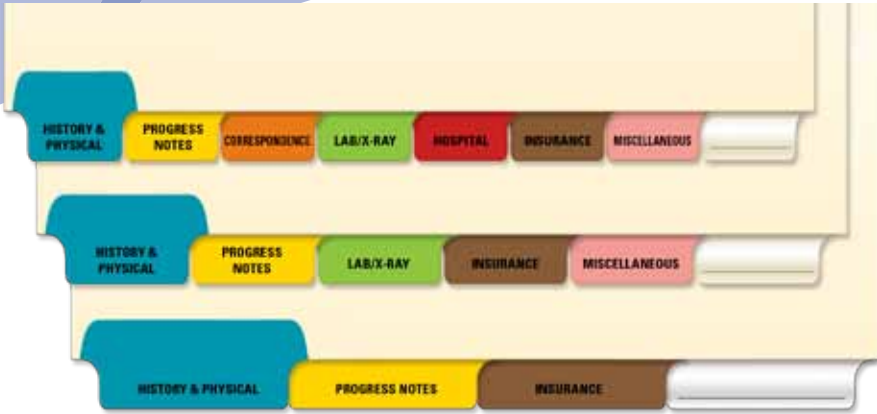 HISTORY &
PHYSICAL
PROGRESS
NOTES
CORRESPONDENCE
LAB/X-RAY
HOSPITAL
INSURANCE
MISCELLANEOUS
HISTORY &
PHYSICAL
PROGRESS
NOTES
LAB/X-RAY
INSURANCE
MISCELLANEOUS
HISTORY & PHYSICAL
PROGRESS NOTES
INSURANCE